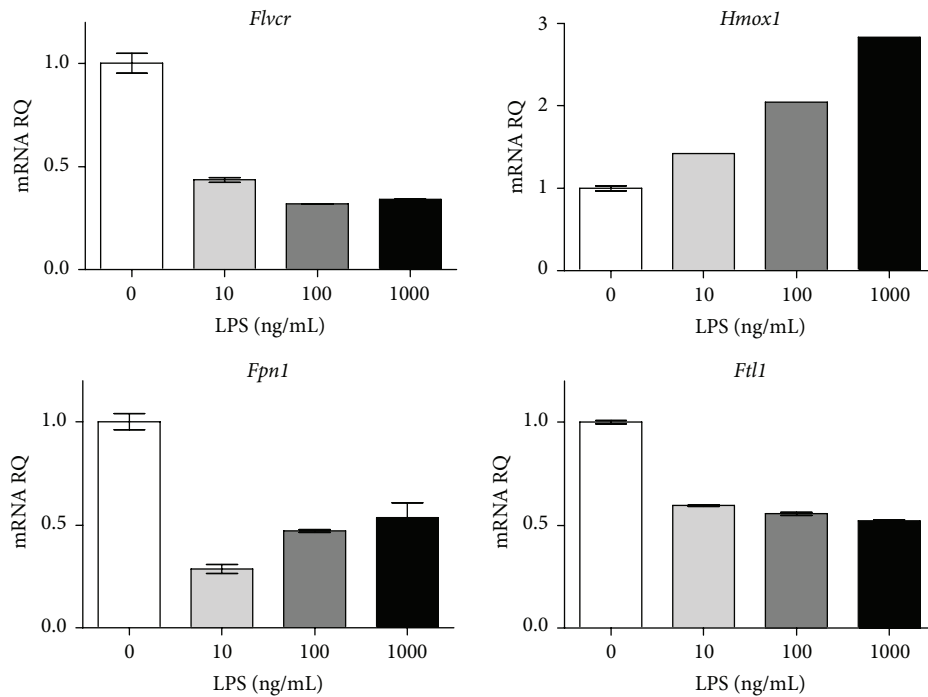 Flvcr
mRNA RQ
1.0
0.5
0.0
0 10 100 1000
LPS (ng/mL)
Hmox1
mRNA RQ
3
2
1
0
0 10 100 1000
LPS (ng/mL)
Fpn1
mRNA RQ
1.0
0.5
0.0
0 10 100 1000
LPS (ng/mL)
Ftl1
mRNA RQ
1.0
0.5
0.0
0 10 100 1000
LPS (ng/mL)